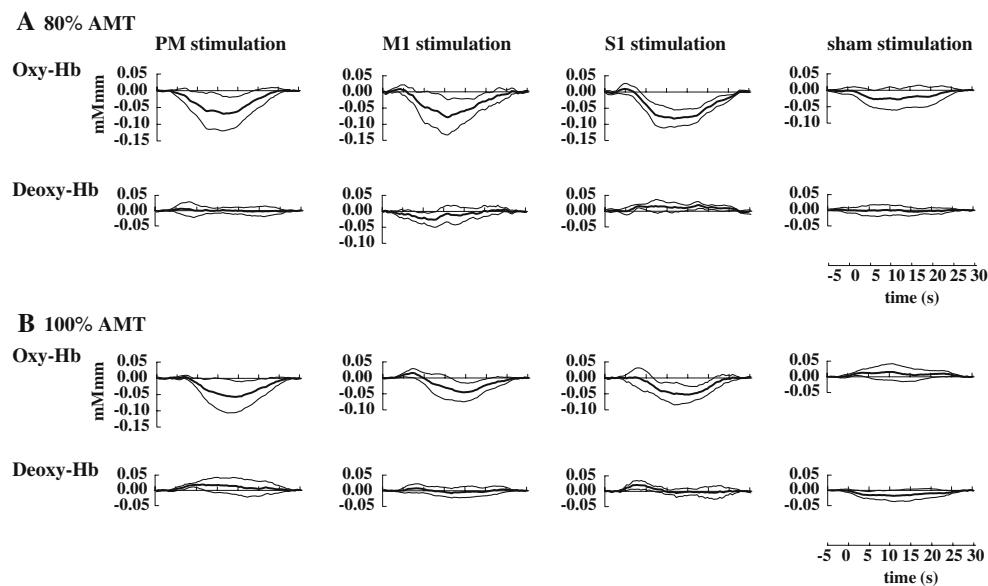 A 80% AMT
PM stimulation M1 stimulation S1 stimulation sham stimulation
Oxy-Hb
mMmm
0.05 0.05 0.05 0.05
0.00 0.00 0.00 0.00
-0.05 -0.05 -0.05 -0.05
-0.10 -0.10 -0.10 -0.10
-0.15 -0.15 -0.15
Deoxy-Hb
0.05 0.05 0.05 0.05
0.00 0.00 0.00 0.00
-0.05 -0.05 -0.05 -0.05
-0.10
-5 0 5 10 15 20 25 30
time (s)
B 100% AMT
Oxy-Hb
mMmm
0.05 0.05 0.05 0.05
0.00 0.00 0.00 0.00
-0.05 -0.05 -0.05 -0.05
-0.10 -0.10 -0.10
-0.15
Deoxy-Hb
0.05 0.05 0.05 0.05
0.00 0.00 0.00 0.00
-0.05 -0.05 -0.05 -0.05
-5 0 5 10 15 20 25 30
time (s)